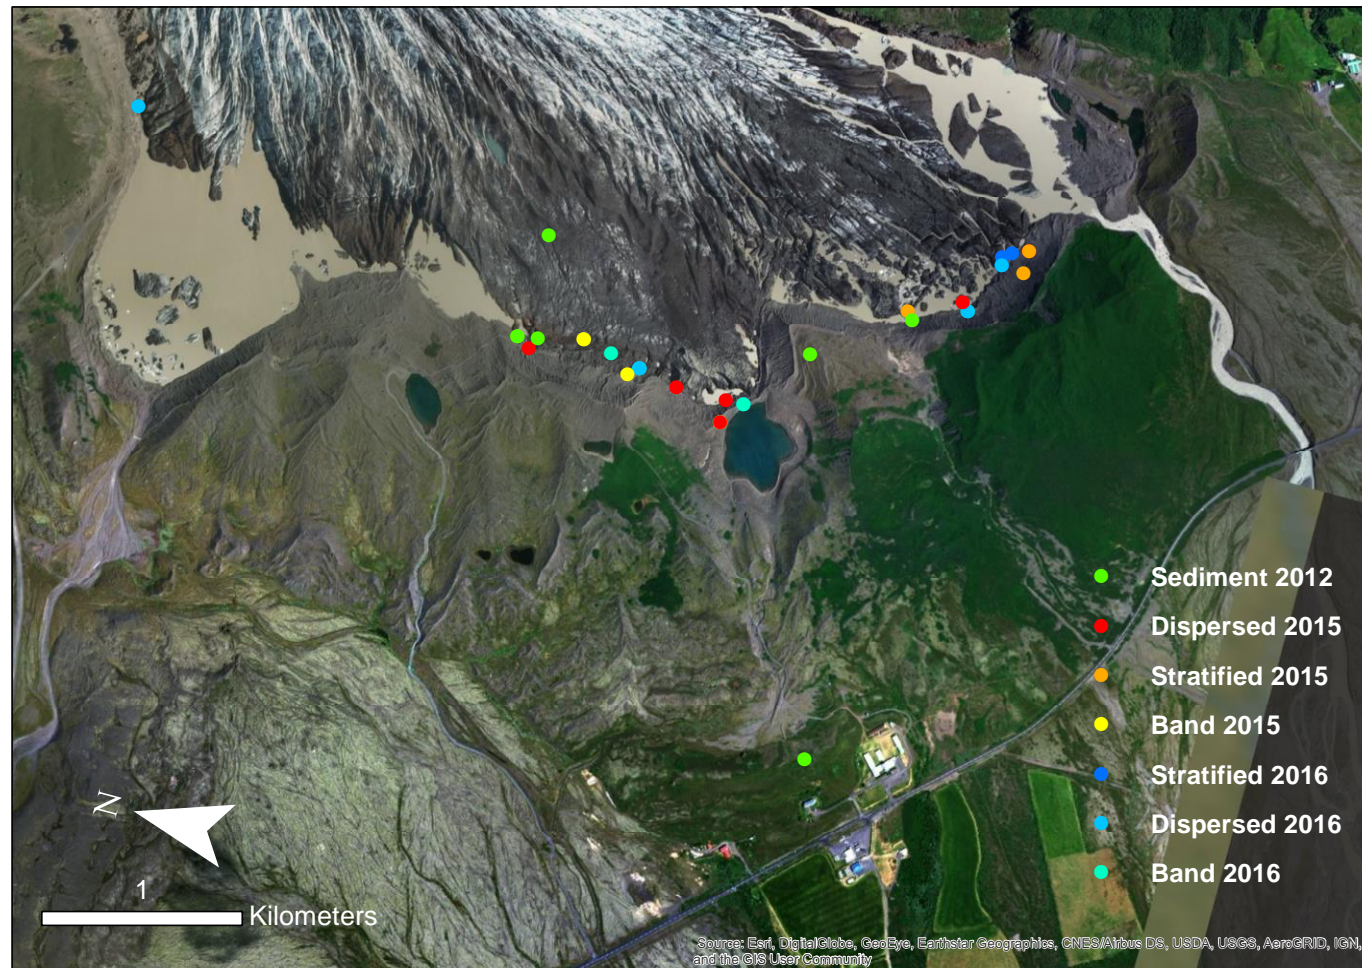 Sediment 2012
Dispersed 2015
Stratified 2015
Band 2015
Stratified 2016
Dispersed 2016
Band 2016
N
1
Kilometers
Source: Esri, DigitalGlobe, GeoEye, Earthstar Geographics, CNES/Airbus DS, USDA, USGS, AeroGRID, IGN,
and the GIS User Community